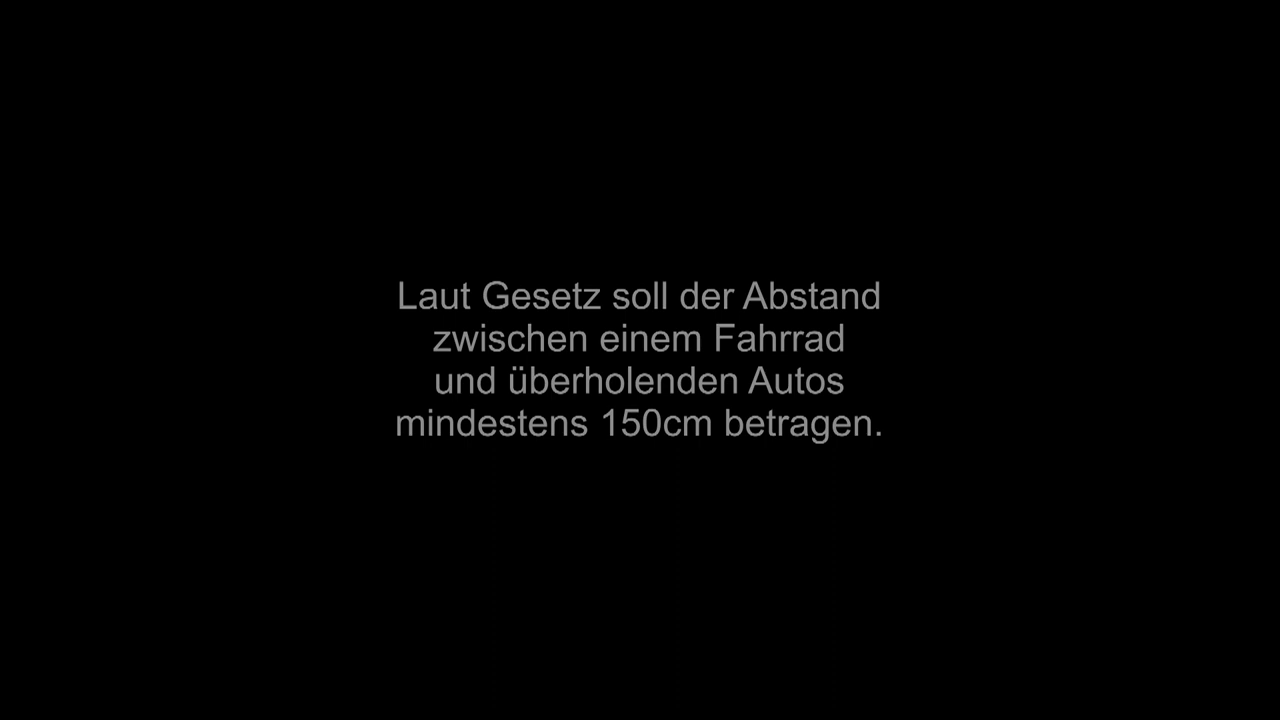 Laut Gesetz soll der Abstand
zwischen einem Fahrrad
und überholenden Autos
mindestens 150cm betragen.